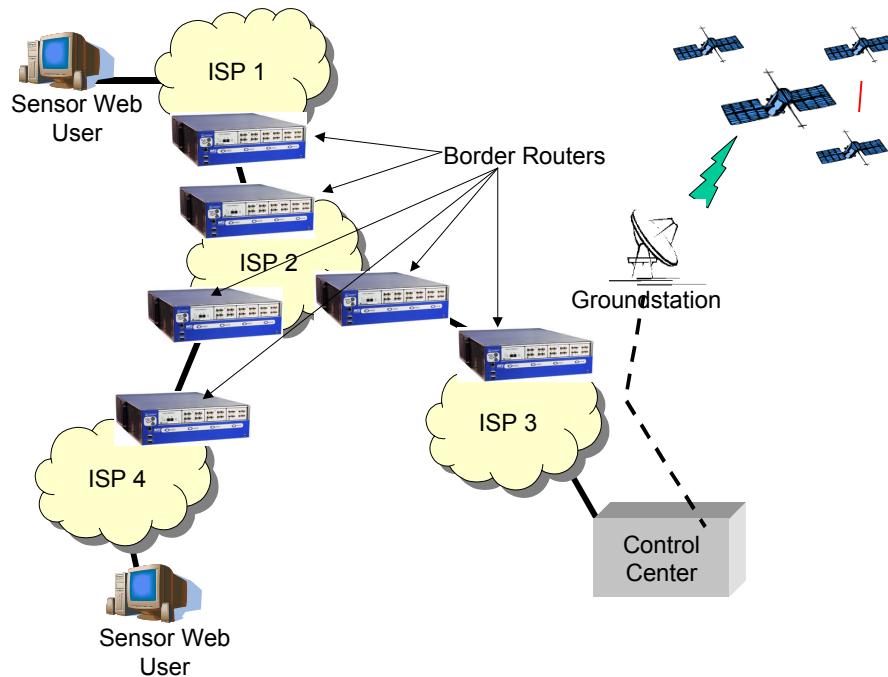 ISP 1
Sensor Web
User
Border Routers
ISP 2
Groundstation
ISP 3
ISP 4
Control
Center
Sensor Web
User